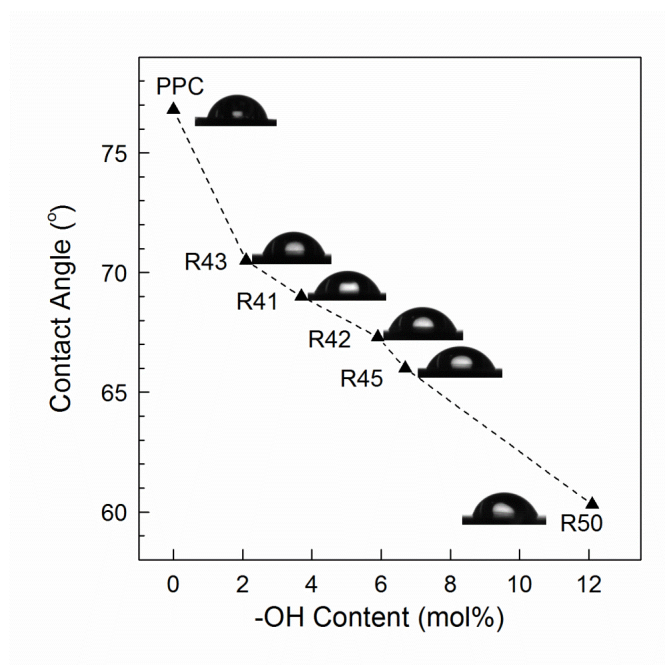 PPC
75
R43
70
R41
R42
R45
65
60
R50
0 2 4 6 8 10 12
-OH Content (mol%)
Contact Angle (°)